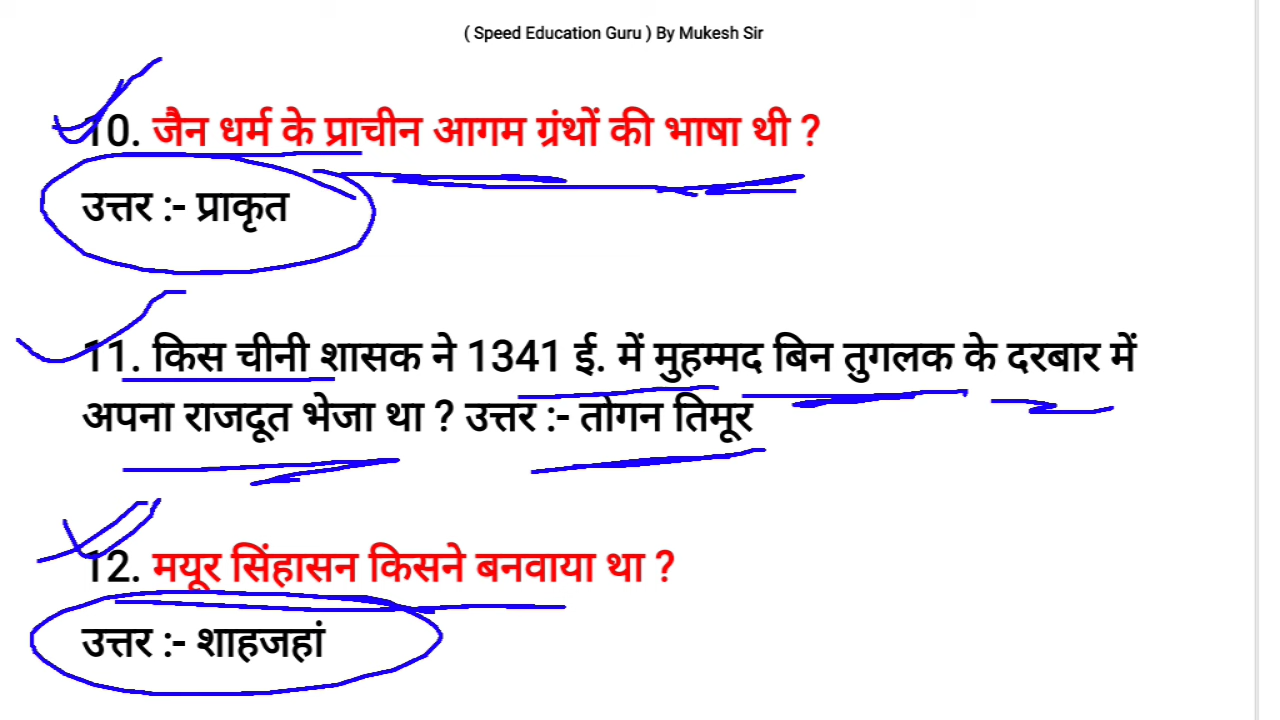 ( Speed Education Guru ) By Mukesh Sir
10. जैन धर्म के प्राचीन आगम ग्रंथों की भाषा थी ?
उत्तर :- प्राकृत
11. किस चीनी शासक ने 1341 ई. में मुहम्मद बिन तुगलक के दरबार में
अपना राजदूत भेजा था ? उत्तर :- तोगन तिमूर
12. मयूर सिंहासन किसने बनवाया था ?
उत्तर :- शाहजहां